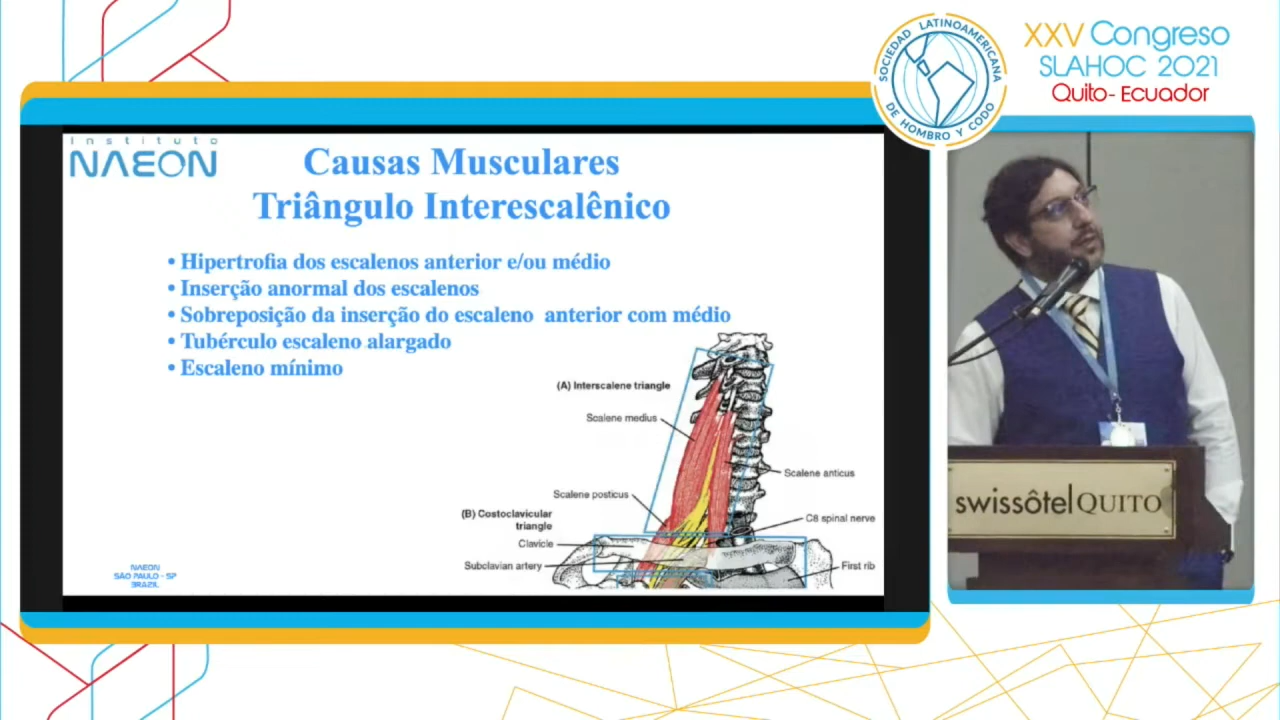 SOCIEDAD LATINOAMERICANA
DE HOMBRO Y CODO
XXV Congreso
SLAHOC 2021
Quito- Ecuador
Instituto
NAEON
Causas Musculares
Triângulo Interescalênico
• Hipertrofia dos escalenos anterior e/ou médio
• Inserção anormal dos escalenos
• Sobreposição da inserção do escaleno anterior com médio
• Tubérculo escaleno alargado
• Escaleno mínimo
(A) Interscalene triangle
Scalene medius
Scalene anticus
Scalene posticus
(B) Costoclavicular
triangle
C8 spinal nerve
Clavicle
Subclavian artery
First rib
NAEON
SÃO PAULO - SP
BRAZIL
swissôtel QUITO